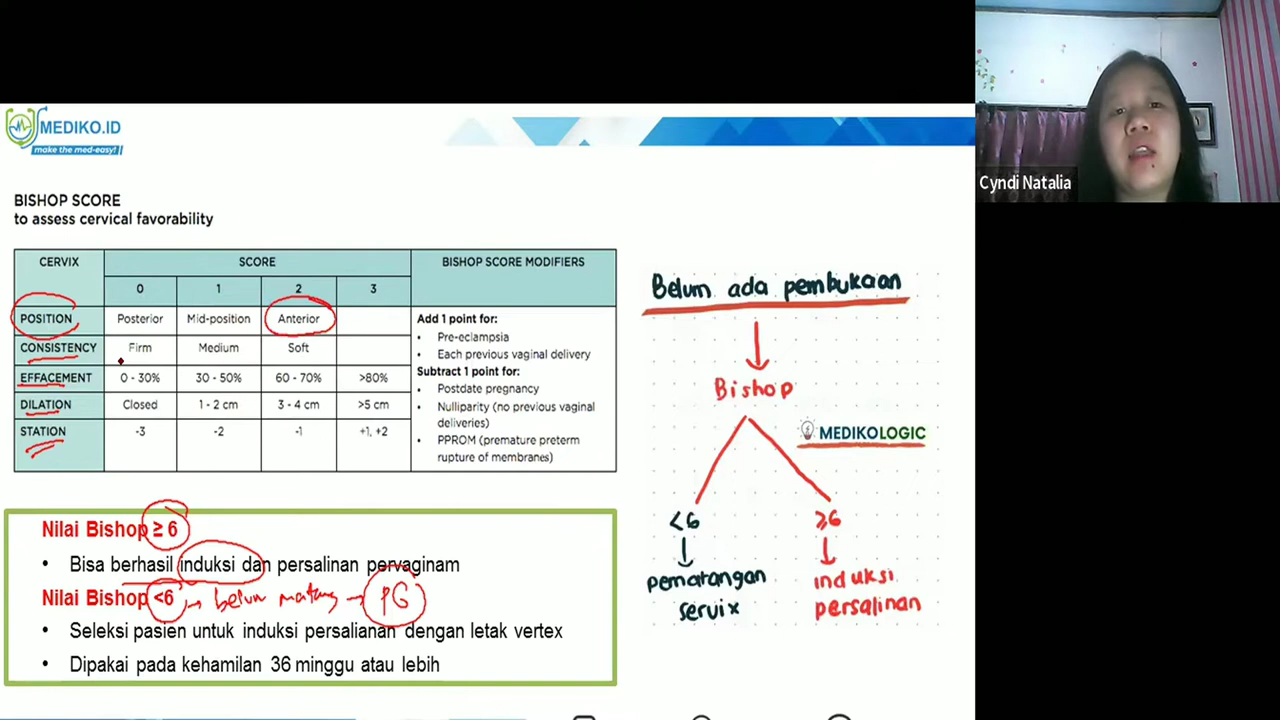 MEDIKO.ID
make the med-easy!
BISHOP SCORE
to assess cervical favorability
CERVIX SCORE BISHOP SCORE MODIFIERS
0 1 2 3
POSITION Posterior Mid-position Anterior
CONSISTENCY Firm Medium Soft
EFFACEMENT 0 - 30% 30 - 50% 60 - 70% >80%
DILATION Closed 1 - 2 cm 3 - 4 cm >5 cm
STATION -3 -2 -1 +1, +2
Add 1 point for:
• Pre-eclampsia
• Each previous vaginal delivery
Subtract 1 point for:
• Postdate pregnancy
• Nulliparity (no previous vaginal
deliveries)
• PPROM (premature preterm
rupture of membranes)
Nilai Bishop ≥ 6
• Bisa berhasil induksi dan persalinan pervaginam
Nilai Bishop <6 → belum matang → PG
• Seleksi pasien untuk induksi persalianan dengan letak vertex
• Dipakai pada kehamilan 36 minggu atau lebih
Belum ada pembukaan
Bishop
MEDIKOLOGIC
<6 ≥6
pematangan
servix
induksi
persalinan
Cyndi Natalia